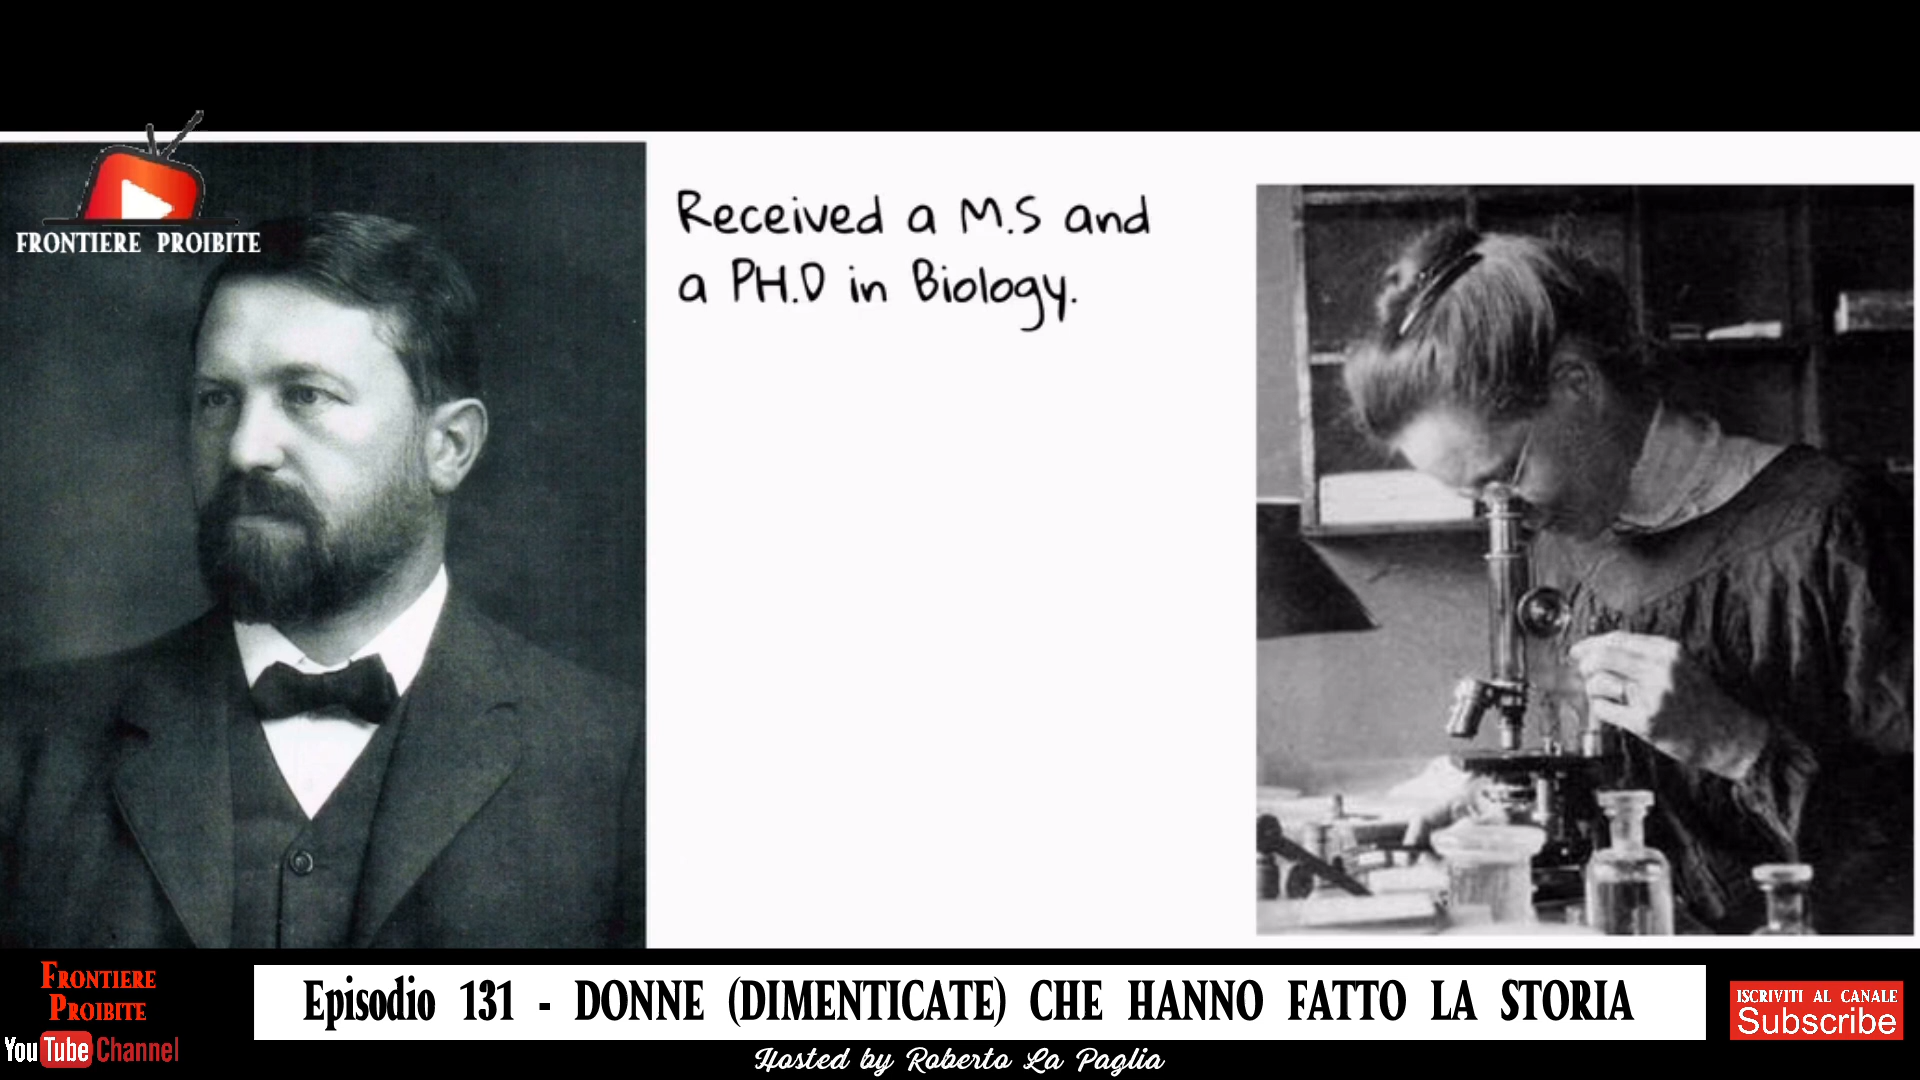 FRONTIERE PROIBITE
Received a M.S and
a PH.D in Biology.
FRONTIERE
PROIBITE
YouTube Channel
Episodio 131 - DONNE (DIMENTICATE) CHE HANNO FATTO LA STORIA
Hosted by Roberto La Paglia
ISCRIVITI AL CANALE
Subscribe